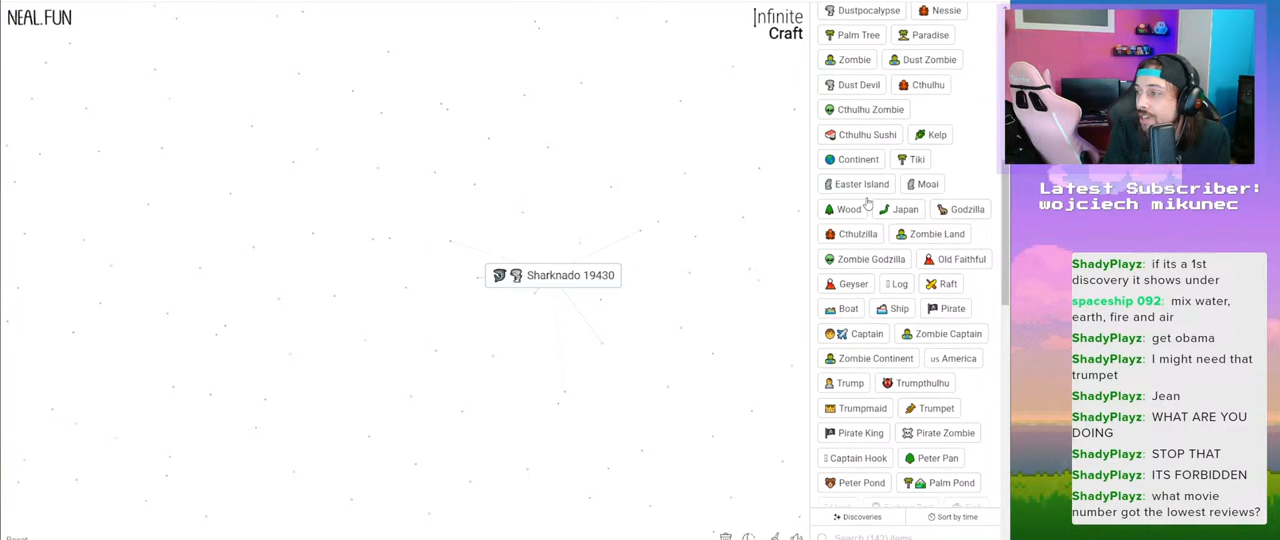 NEAL.FUN
Infinite
Craft
Dustpocalypse Nessie
Palm Tree Paradise
Zombie Dust Zombie
Dust Devil Cthulhu
Cthulhu Zombie
Cthulhu Sushi Kelp
Continent Tiki
Easter Island Moai
Wood Japan Godzilla
Cthulzilla Zombie Land
Zombie Godzilla Old Faithful
Geyser Log Raft
Boat Ship Pirate
Captain Zombie Captain
Zombie Continent US America
Trump Trumpthulhu
Trumpmaid Trumpet
Pirate King Pirate Zombie
Captain Hook Peter Pan
Peter Pond Palm Pond
Discoveries Sort by time
Search (142) items
Sharknado 19430
Reset
Latest Subscriber:
wojciech mikunec
ShadyPlayz: if its a 1st
discovery it shows under
spaceship 092: mix water,
earth, fire and air
ShadyPlayz: get obama
ShadyPlayz: I might need that
trumpet
ShadyPlayz: Jean
ShadyPlayz: WHAT ARE YOU
DOING
ShadyPlayz: STOP THAT
ShadyPlayz: ITS FORBIDDEN
ShadyPlayz: what movie
number got the lowest reviews?